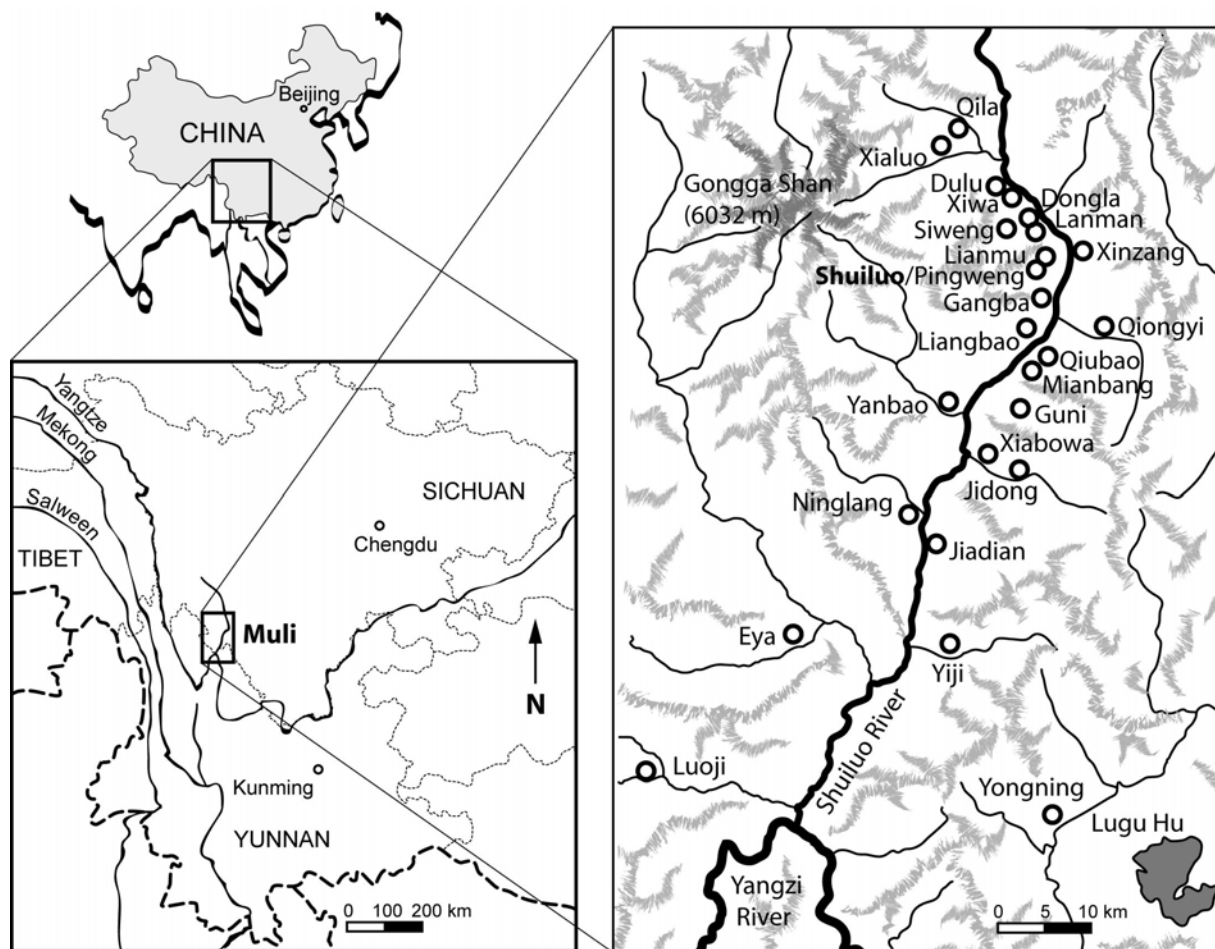 Beijing
CHINA
Yangtze
Mekong
Salween
TIBET
SICHUAN
Chengdu
Muli
N
Kunming
YUNNAN
0 100 200 km
Qila
Xialuo
Gongga Shan
(6032 m)
Dulu
Xiwa
Dongla
Lanman
Siweng
Lianmu
Xinzang
Shuiluo/Pingweng
Gangba
Liangbao
Qiongyi
Qiubao
Mianbang
Yanbao
Guni
Xiabowa
Jidong
Ninglang
Jiadian
Eya
Yiji
Shuiluo River
Luoji
Yongning
Lugu Hu
Yangzi
River
0 5 10 km